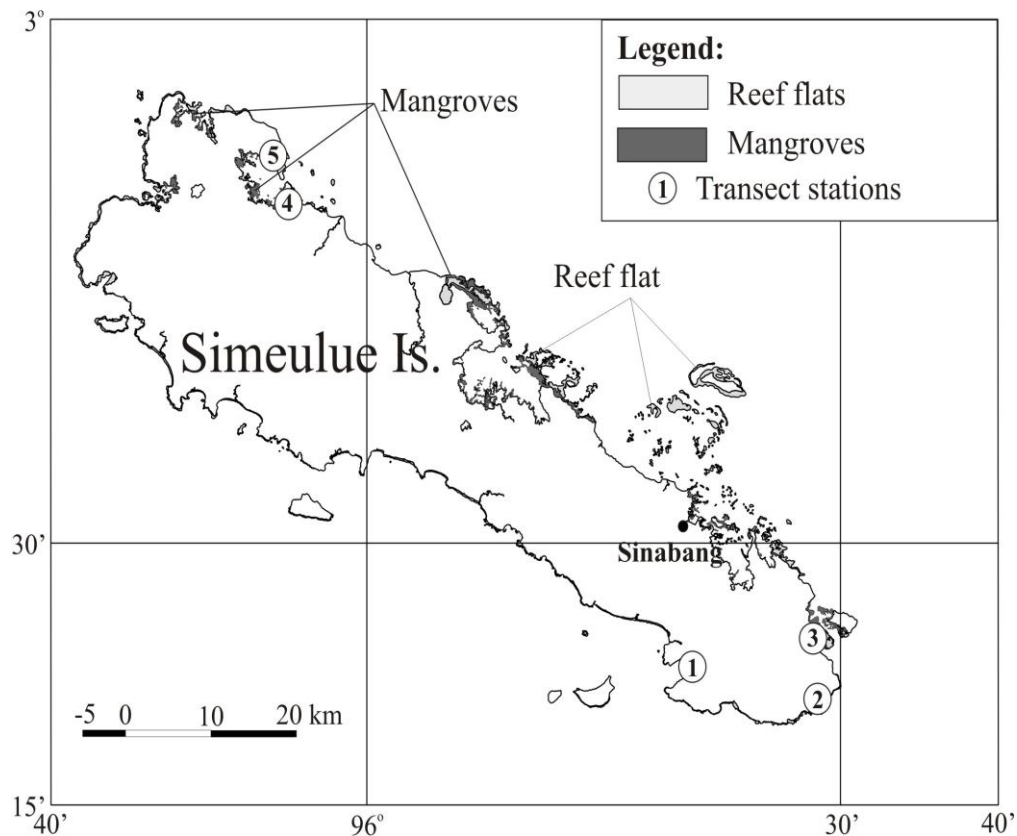 3°
Legend:
Reef flats
Mangroves
1 Transect stations
Mangroves
5
4
Reef flat
Simeulue Is.
Sinabang
30'
3
1
2
-5 0 10 20 km
15'
40' 96° 30' 40'